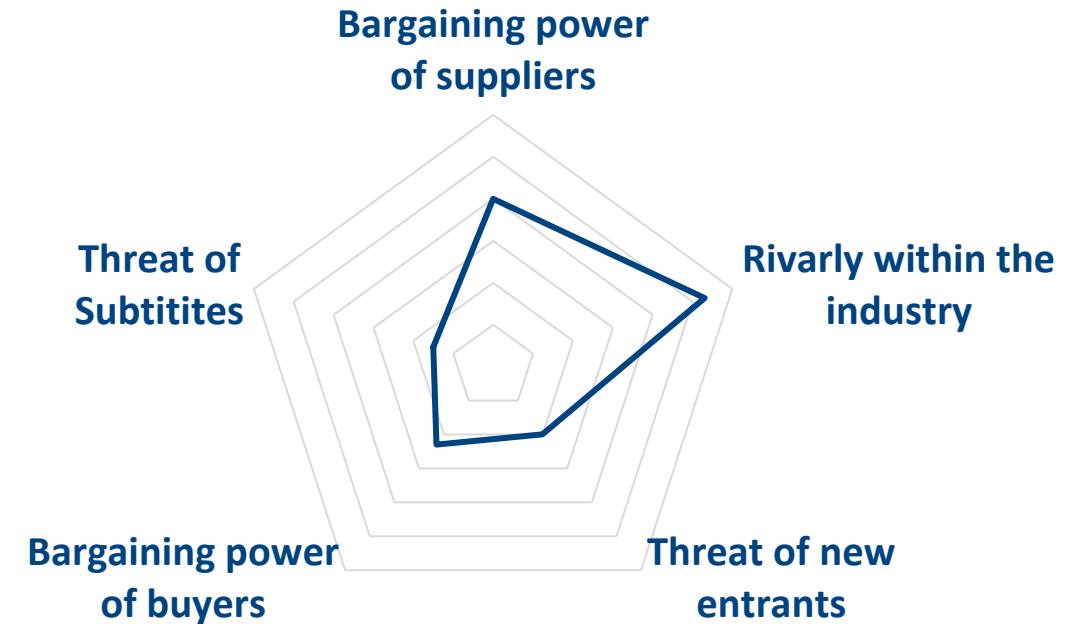 Bargaining power
of suppliers
Threat of
Subtitites
Rivarly within the
industry
Bargaining power
of buyers
Threat of new
entrants